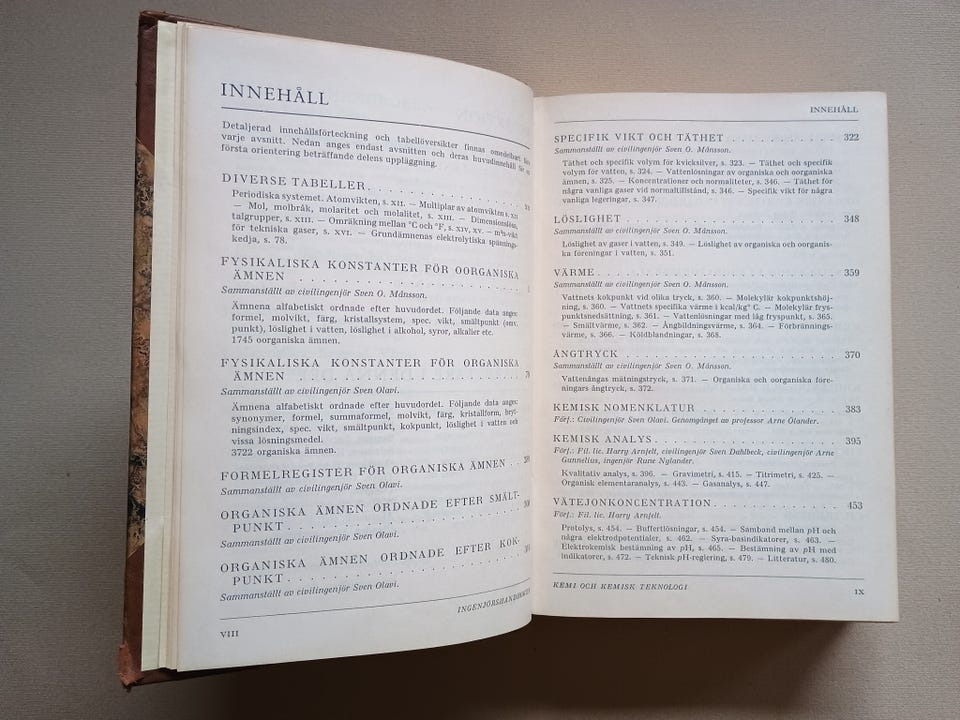 INNEHÅLL
Detaljerad innehållsförteckning och tabellöversikter finnas omedelbart före
varje avsnitt. Nedan anges endast avsnitten och deras huvudinnehåll för en
första orientering beträffande delens uppläggning.
DIVERSE TABELLER. . . . . . . . . . . . .
Periodiska systemet. Atomvikten, s. XII. — Multiplar av atomvikten s. XII
— Mol, molbråk, molaritet och molalitet, s. XIII. — Dimensionslösa
talgrupper, s. XIII. — Omräkning mellan °C och °F, s. XIV, XV. — m³n-vikt
för tekniska gaser, s. XVI. — Grundämnenas elektrolytiska spännings-
kedja, s. 78.
FYSIKALISKA KONSTANTER FÖR OORGANISKA
ÄMNEN . . . . . . . . . . . . . . . . .
Sammanställt av civilingenjör Sven O. Månsson.
Ämnena alfabetiskt ordnade efter huvudordet. Följande data anges:
formel, molvikt, färg, kristallsystem, spec. vikt, smältpunkt (omv.
punkt), löslighet i vatten, löslighet i alkohol, syror, alkalier etc.
1745 oorganiska ämnen.
FYSIKALISKA KONSTANTER FÖR ORGANISKA
ÄMNEN . . . . . . . . . . . . . . . . .
Sammanställt av civilingenjör Sven Olavi.
Ämnena alfabetiskt ordnade efter huvudordet. Följande data anges:
synonymer, formel, summaformel, molvikt, färg, kristallform, bryt-
ningsindex, spec. vikt, smältpunkt, kokpunkt, löslighet i vatten och
vissa lösningsmedel.
3722 organiska ämnen.
FORMELREGISTER FÖR ORGANISKA ÄMNEN . .
Sammanställt av civilingenjör Sven Olavi.
ORGANISKA ÄMNEN ORDNADE EFTER SMÄLT-
PUNKT . . . . . . . . . . . . . . . . .
Sammanställt av civilingenjör Sven Olavi.
ORGANISKA ÄMNEN ORDNADE EFTER KOK-
PUNKT . . . . . . . . . . . . . . . . .
Sammanställt av civilingenjör Sven Olavi.
VIII
INNEHÅLL
SPECIFIK VIKT OCH TÄTHET . . . . . . . . . . . 322
Sammanställt av civilingenjör Sven O. Månsson.
Täthet och specifik volym för kvicksilver, s. 323. — Täthet och specifik
volym för vatten, s. 324. — Vattenlösningar av organiska och oorganiska
ämnen, s. 325. — Koncentrationer och normaliteter, s. 346. — Täthet för
några vanliga gaser vid normaltillstånd, s. 346. — Specifik vikt för några
vanliga legeringar, s. 347.
LÖSLIGHET . . . . . . . . . . . . . . . . . . 348
Sammanställt av civilingenjör Sven O. Månsson.
Löslighet av gaser i vatten, s. 349. — Löslighet av organiska och oorganis-
ka föreningar i vatten, s. 351.
VÄRME . . . . . . . . . . . . . . . . . . . . 359
Sammanställt av civilingenjör Sven O. Månsson.
Vattnets kokpunkt vid olika tryck, s. 360. — Molekylär kokpunktshöj-
ning, s. 360. — Vattnets specifika värme i kcal/kg° C. — Molekylär frys-
punktsnedsättning, s. 361. — Vattenlösningar med låg fryspunkt, s. 365.
— Smältvärme, s. 362. — Ångbildningsvärme, s. 364. — Förbrännings-
värme, s. 366. — Köldblandningar, s. 368.
ÅNGTRYCK . . . . . . . . . . . . . . . . . . 370
Sammanställt av civilingenjör Sven O. Månsson.
Vattenångas mätningstryck, s. 371. — Organiska och oorganiska före-
ningars ångtryck, s. 372.
KEMISK NOMENKLATUR . . . . . . . . . . . . . 383
Förf.: Civilingenjör Sven Olavi. Genomgånget av professor Arne Ölander.
KEMISK ANALYS . . . . . . . . . . . . . . . . 395
Förf.: Fil. lic. Harry Arnfelt, civilingenjör Sven Dahlbeck, civilingenjör Arne
Gunnelius, ingenjör Rune Nylander.
Kvalitativ analys, s. 396. — Gravimetri, s. 415. — Titrimetri, s. 425. —
Organisk elementaranalys, s. 443. — Gasanalys, s. 447.
VÄTEJONKONCENTRATION . . . . . . . . . . . . 453
Förf.: Fil. lic. Harry Arnfelt.
Protolys, s. 454. — Buffertlösningar, s. 454. — Samband mellan pH och
några elektrodpotentialer, s. 462. — Syra-basindikatorer, s. 463. —
Elektrokemisk bestämning av pH, s. 465. — Bestämning av pH med
indikatorer, s. 472. — Teknisk pH-reglering, s. 479. — Litteratur, s. 480.
KEMI OCH KEMISK TEKNOLOGI
IX